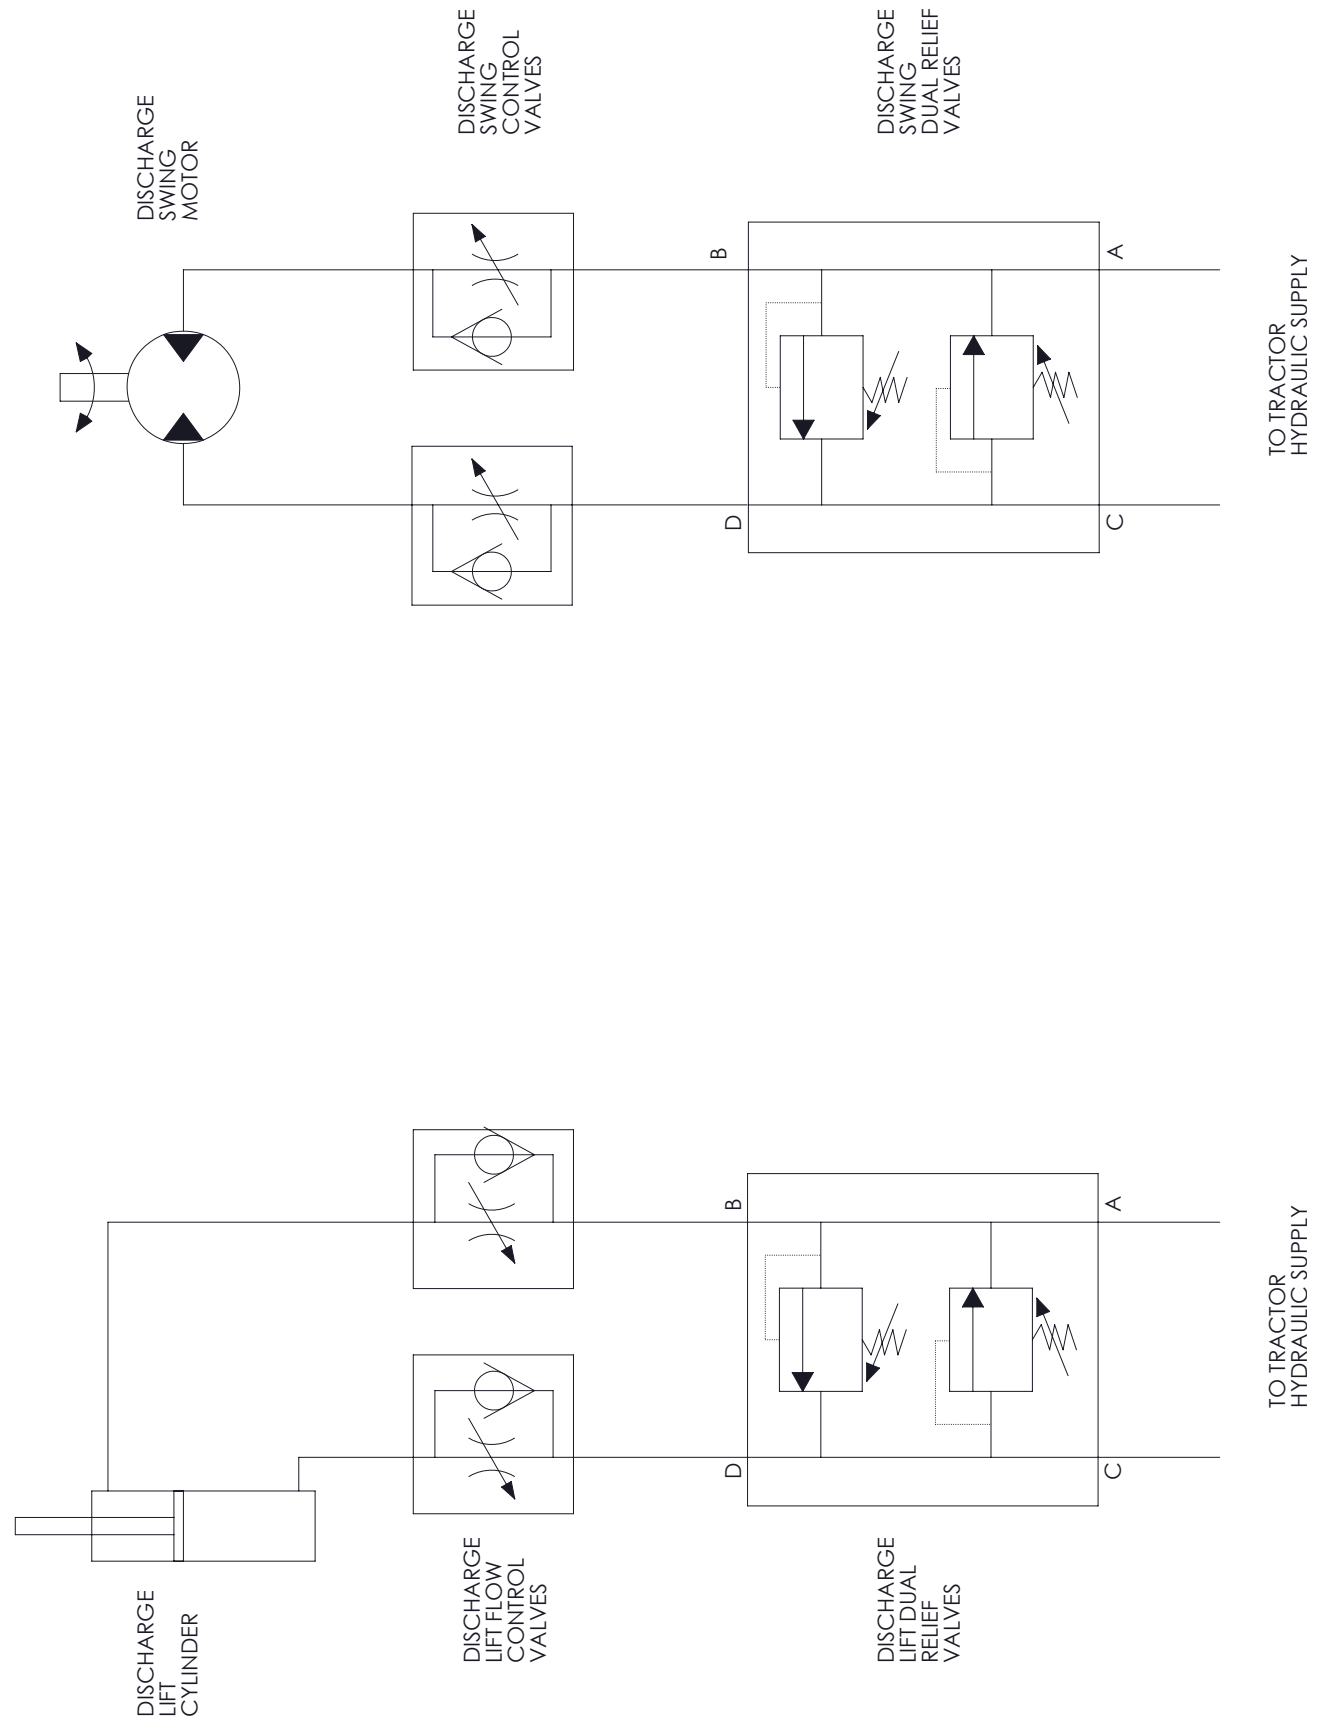 DISCHARGE
LIFT
CYLINDER
DISCHARGE
LIFT FLOW
CONTROL
VALVES
DISCHARGE
LIFT DUAL
RELIEF
VALVES
D
B
C
A
TO TRACTOR
HYDRAULIC SUPPLY
DISCHARGE
SWING
MOTOR
DISCHARGE
SWING
CONTROL
VALVES
DISCHARGE
SWING
DUAL RELIEF
VALVES
D
B
C
A
TO TRACTOR
HYDRAULIC SUPPLY